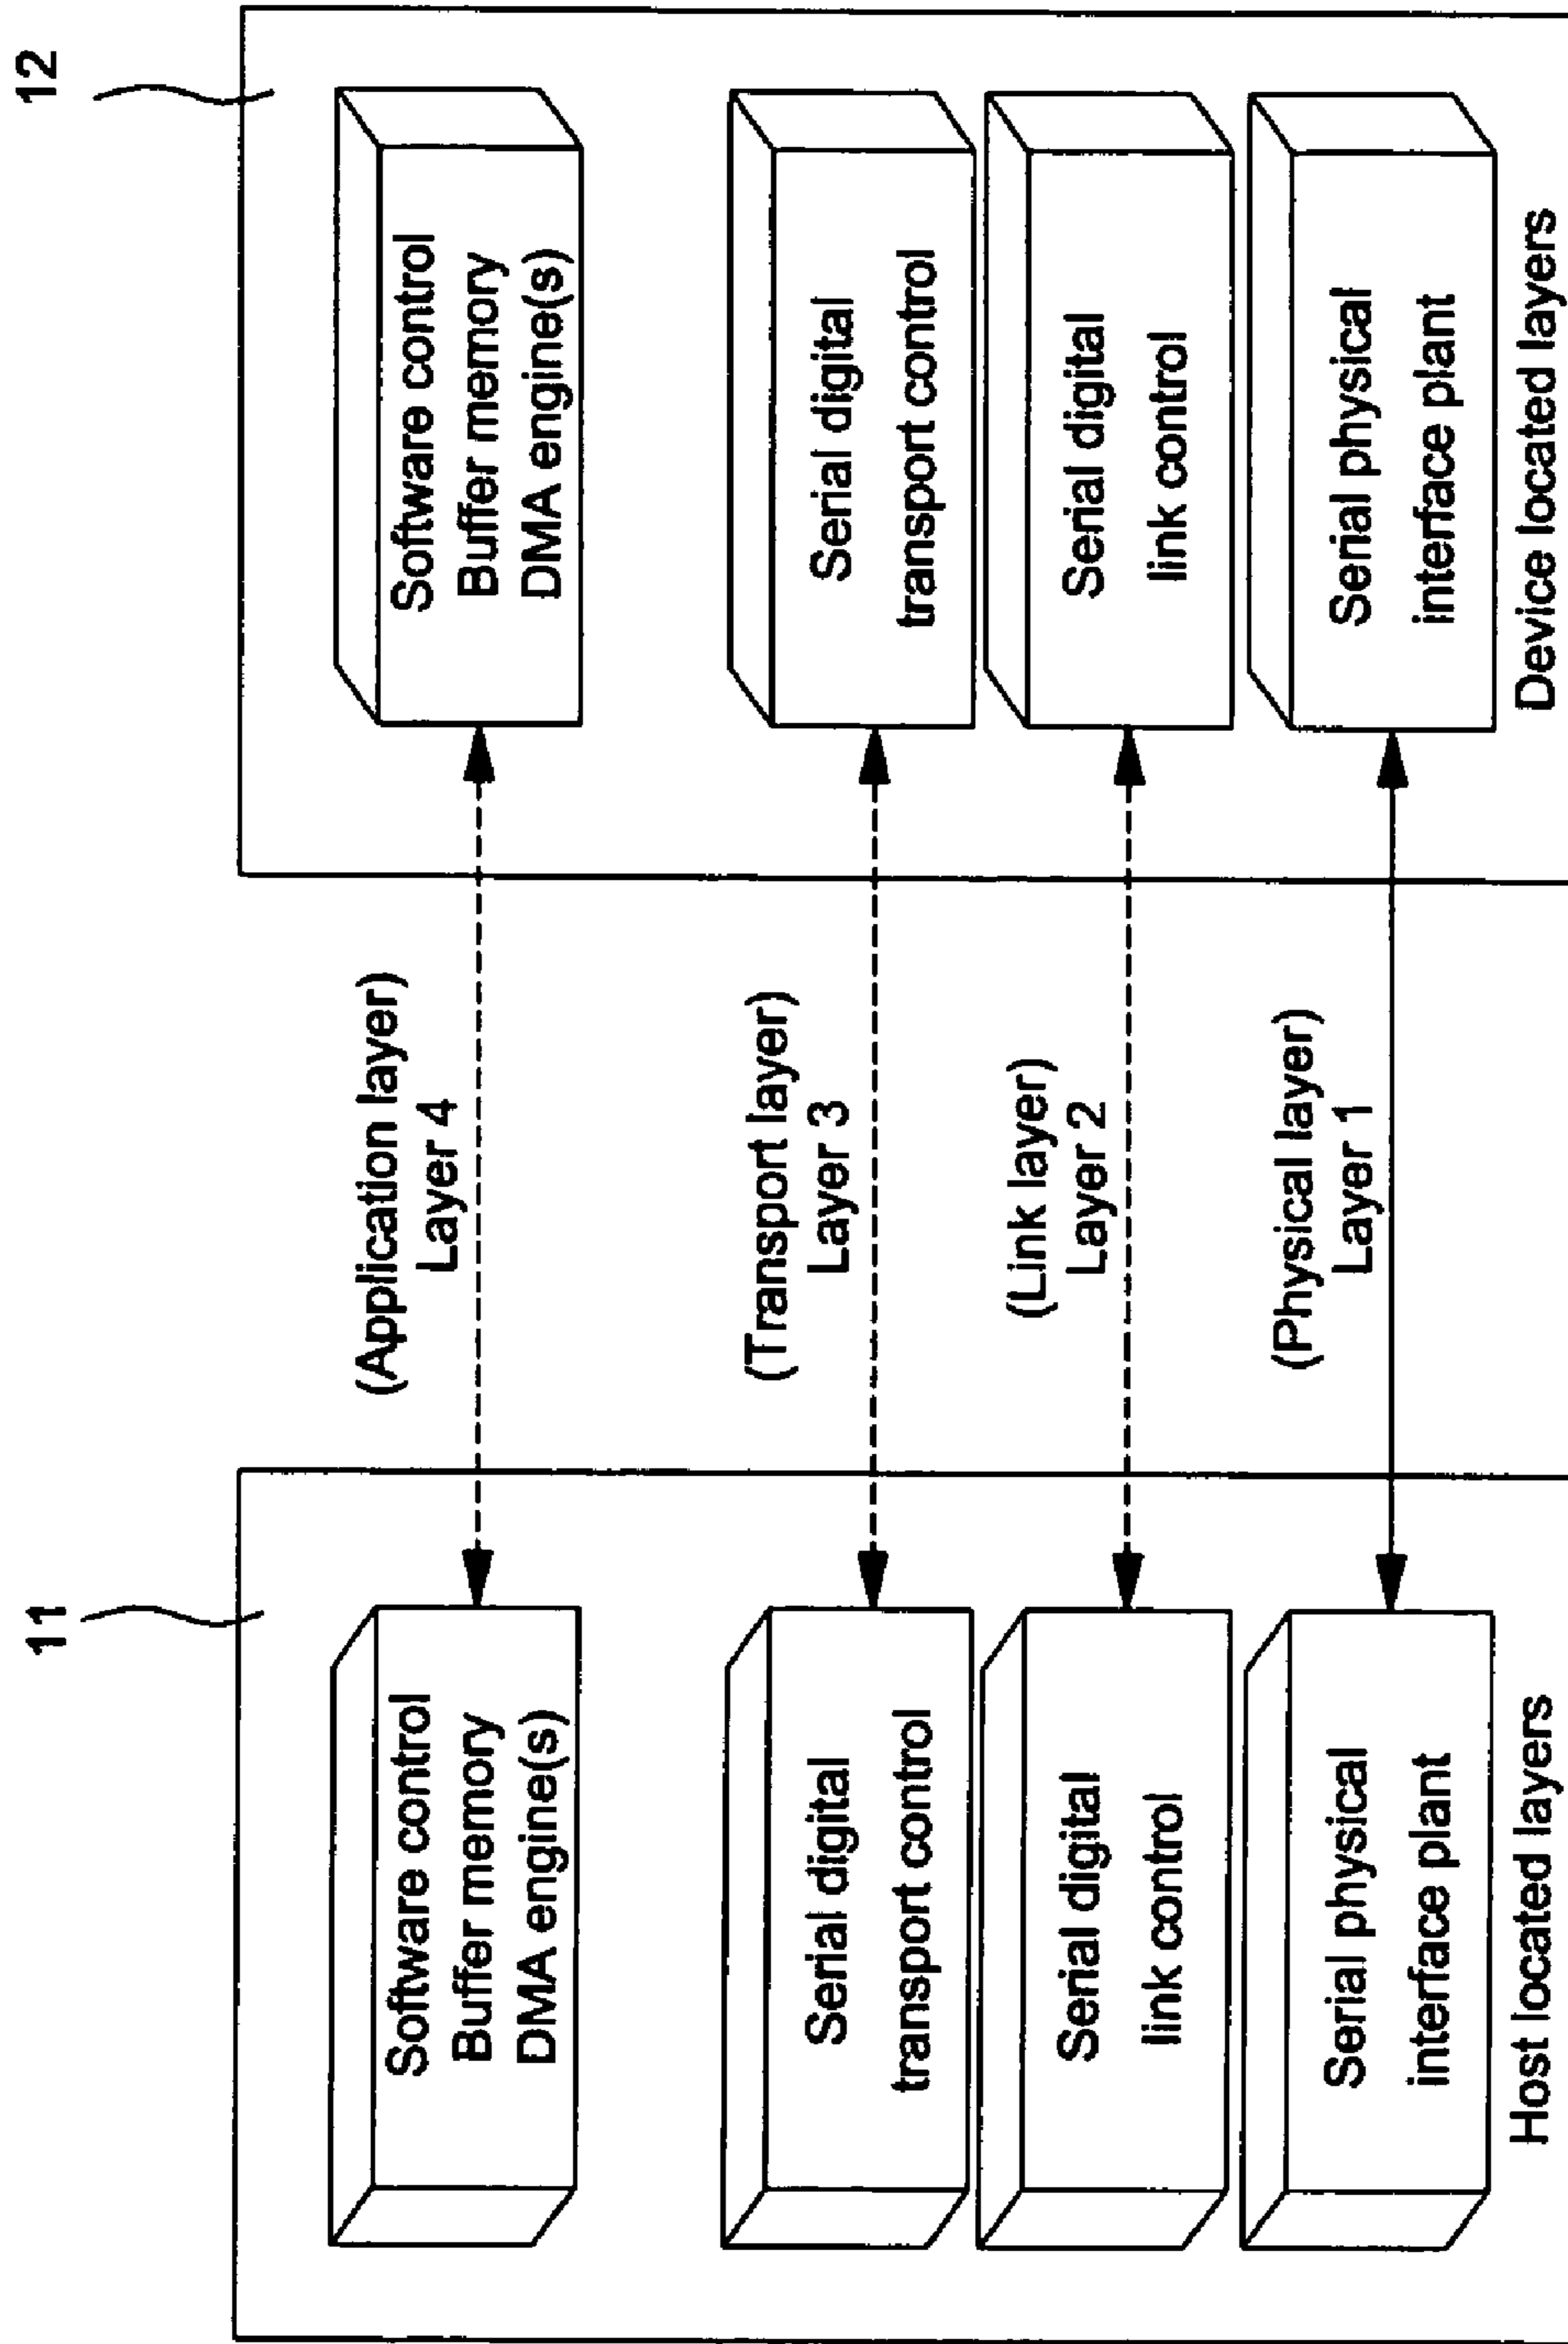 11
12
Software control
Buffer memory
DMA engine(s)
(Application layer)
Layer 4
Software control
Buffer memory
DMA engine(s)
Serial digital
transport control
(Transport layer)
Layer 3
Serial digital
transport control
Serial digital
link control
(Link layer)
Layer 2
Serial digital
link control
Serial physical
interface plant
(Physical layer)
Layer 1
Serial physical
interface plant
Host located layers
Device located layers